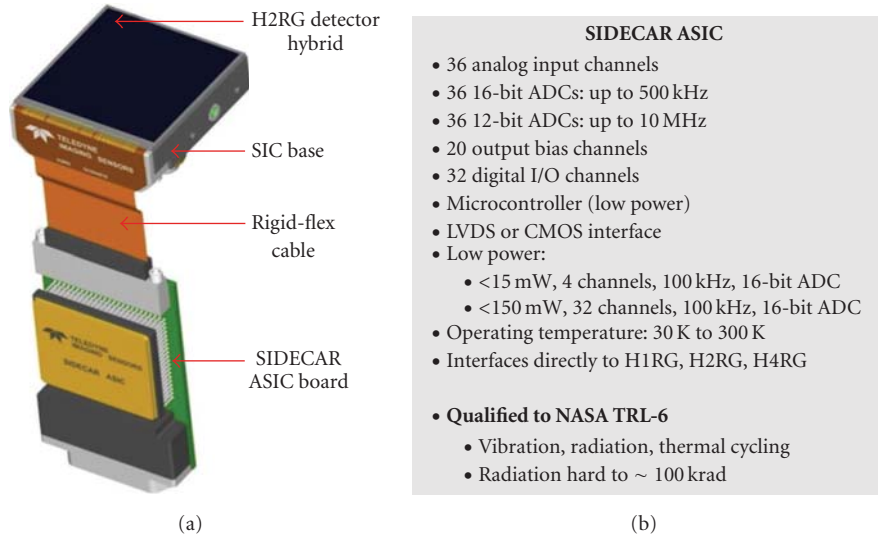 H2RG detector
hybrid
TELEDYNE
IMAGING SENSORS
SIC base
Rigid-flex
cable
TELEDYNE
IMAGING SENSORS
SIDECAR ASIC
SIDECAR
ASIC board
(a)
SIDECAR ASIC
• 36 analog input channels
• 36 16-bit ADCs: up to 500 kHz
• 36 12-bit ADCs: up to 10 MHz
• 20 output bias channels
• 32 digital I/O channels
• Microcontroller (low power)
• LVDS or CMOS interface
• Low power:
• <15 mW, 4 channels, 100 kHz, 16-bit ADC
• <150 mW, 32 channels, 100 kHz, 16-bit ADC
• Operating temperature: 30 K to 300 K
• Interfaces directly to H1RG, H2RG, H4RG
• Qualified to NASA TRL-6
• Vibration, radiation, thermal cycling
• Radiation hard to ~ 100 krad
(b)